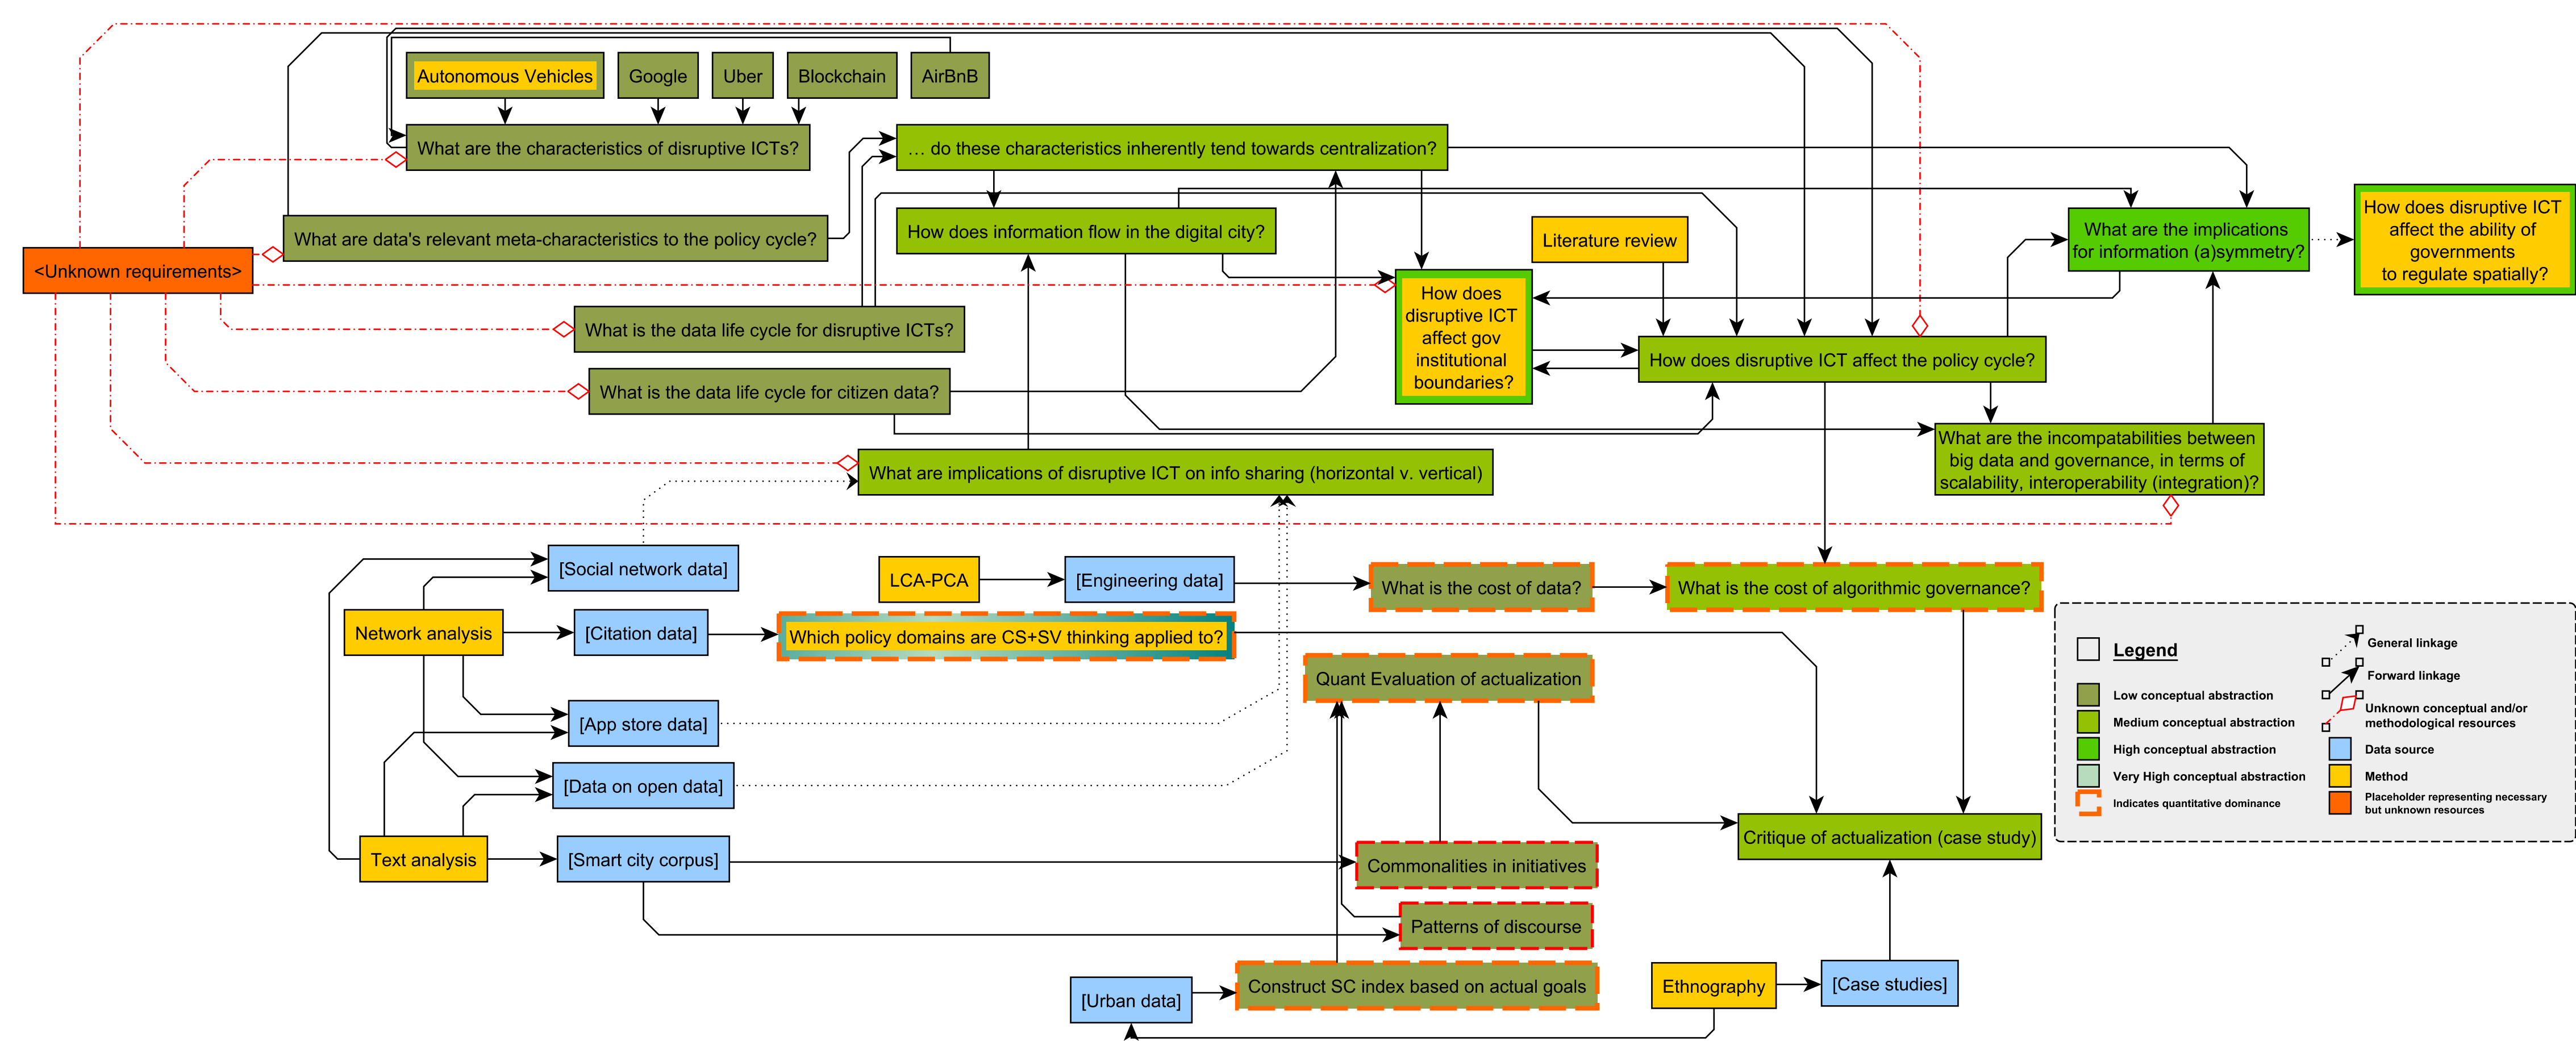 Autonomous Vehicles
Google
Uber
Blockchain
AirBnB
What are the characteristics of disruptive ICTs?
… do these characteristics inherently tend towards centralization?
What are data's relevant meta-characteristics to the policy cycle?
How does information flow in the digital city?
Literature review
What are the implications
for information (a)symmetry?
How does disruptive ICT
affect the ability of
governments
to regulate spatially?
<Unknown requirements>
How does
disruptive ICT
affect gov
institutional
boundaries?
What is the data life cycle for disruptive ICTs?
How does disruptive ICT affect the policy cycle?
What is the data life cycle for citizen data?
What are the incompatabilities between
big data and governance, in terms of
scalability, interoperability (integration)?
What are implications of disruptive ICT on info sharing (horizontal v. vertical)
[Social network data]
LCA-PCA
[Engineering data]
What is the cost of data?
What is the cost of algorithmic governance?
Network analysis
[Citation data]
Which policy domains are CS+SV thinking applied to?
Quant Evaluation of actualization
[App store data]
[Data on open data]
Text analysis
[Smart city corpus]
Commonalities in initiatives
Critique of actualization (case study)
Patterns of discourse
[Urban data]
Construct SC index based on actual goals
Ethnography
[Case studies]
Legend
Low conceptual abstraction
Medium conceptual abstraction
High conceptual abstraction
Very High conceptual abstraction
Indicates quantitative dominance
General linkage
Forward linkage
Unknown conceptual and/or
methodological resources
Data source
Method
Placeholder representing necessary
but unknown resources